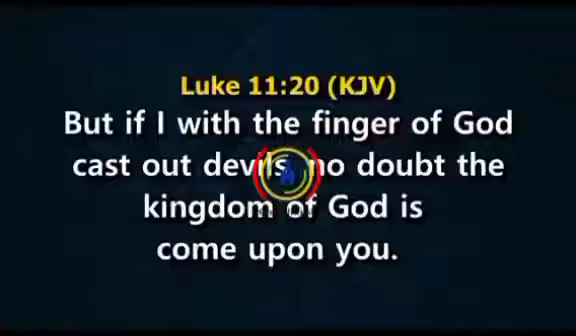 Luke 11:20 (KJV)
But if I with the finger of God
cast out devils, no doubt the
kingdom of God is
come upon you.